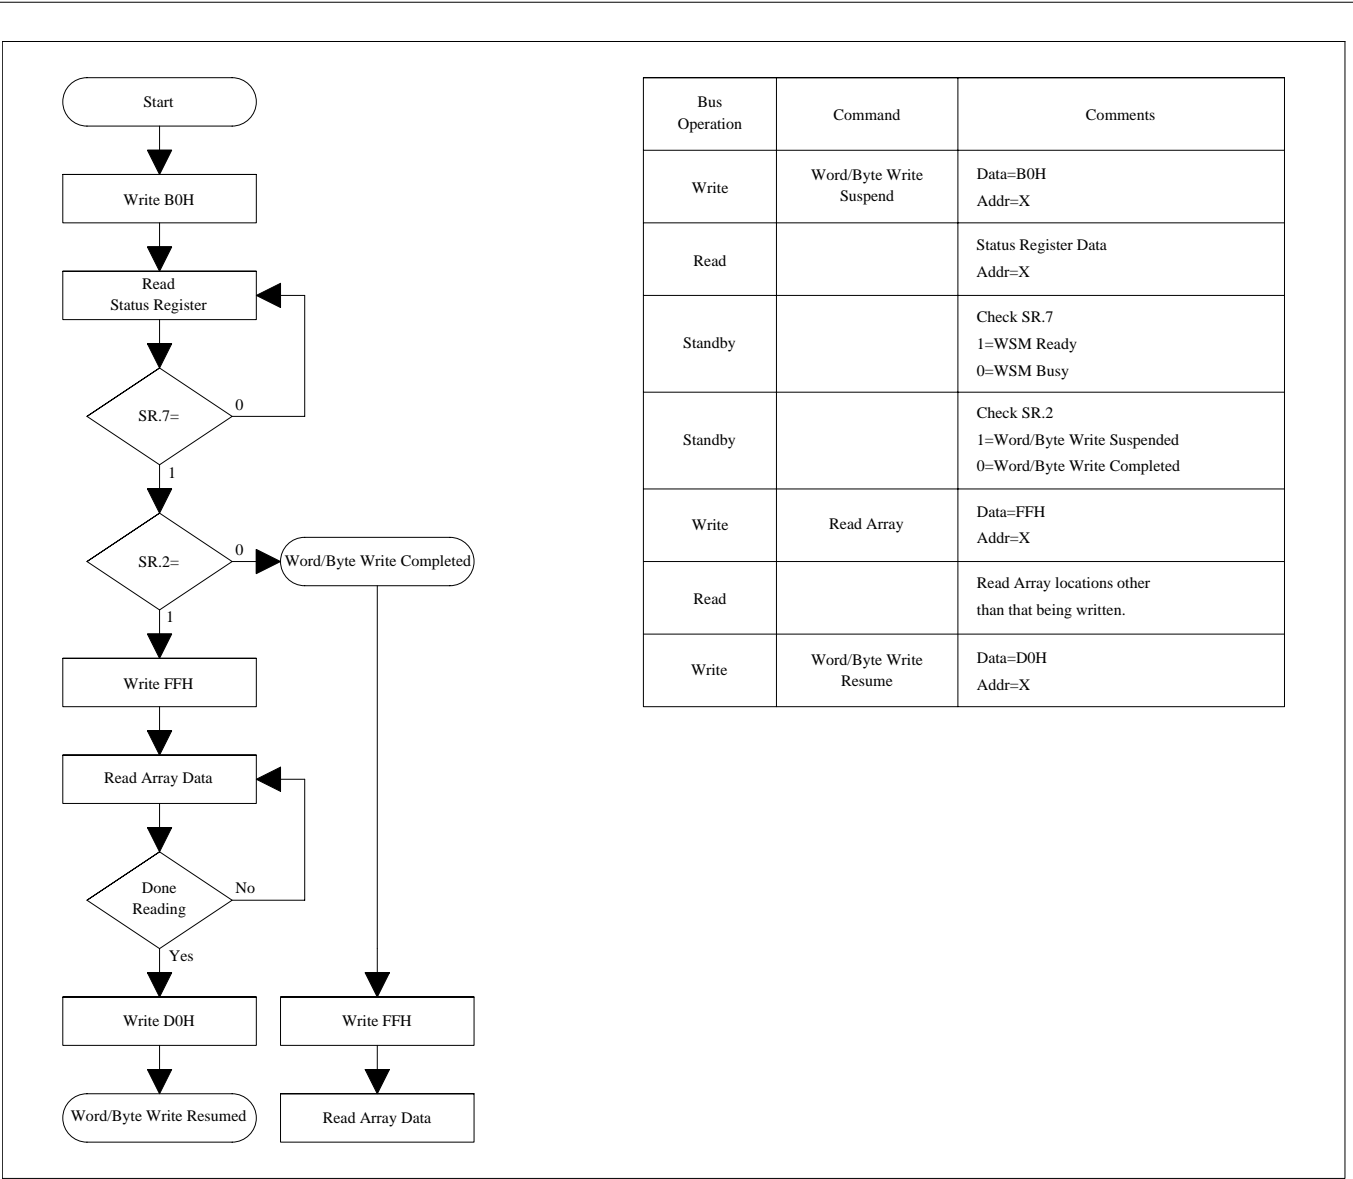 Start
Write B0H
Read
Status Register
SR.7=
0
1
SR.2=
0
Word/Byte Write Completed
1
Write FFH
Read Array Data
Done
Reading
No
Yes
Write D0H
Write FFH
Word/Byte Write Resumed
Read Array Data
Bus
Operation
Command
Comments
Write
Word/Byte Write
Suspend
Data=B0H
Addr=X
Read
Status Register Data
Addr=X
Standby
Check SR.7
1=WSM Ready
0=WSM Busy
Standby
Check SR.2
1=Word/Byte Write Suspended
0=Word/Byte Write Completed
Write
Read Array
Data=FFH
Addr=X
Read
Read Array locations other
than that being written.
Write
Word/Byte Write
Resume
Data=D0H
Addr=X